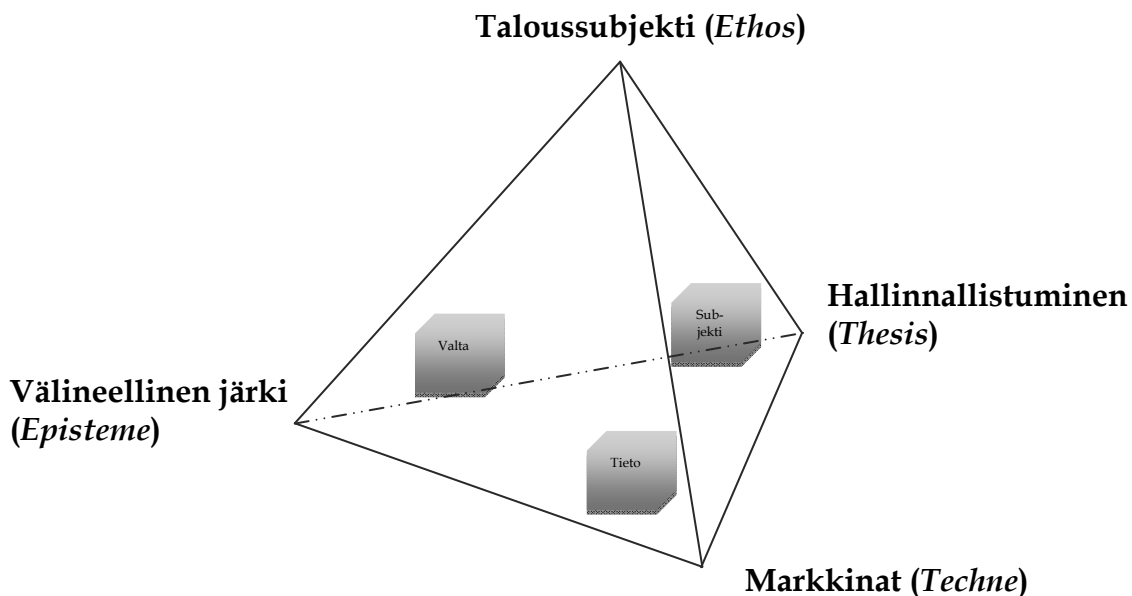 Taloussubjekti (Ethos)
Hallinnallistuminen
(Thesis)
Sub-
jekti
Valta
Välineellinen järki
(Episteme)
Tieto
Markkinat (Techne)